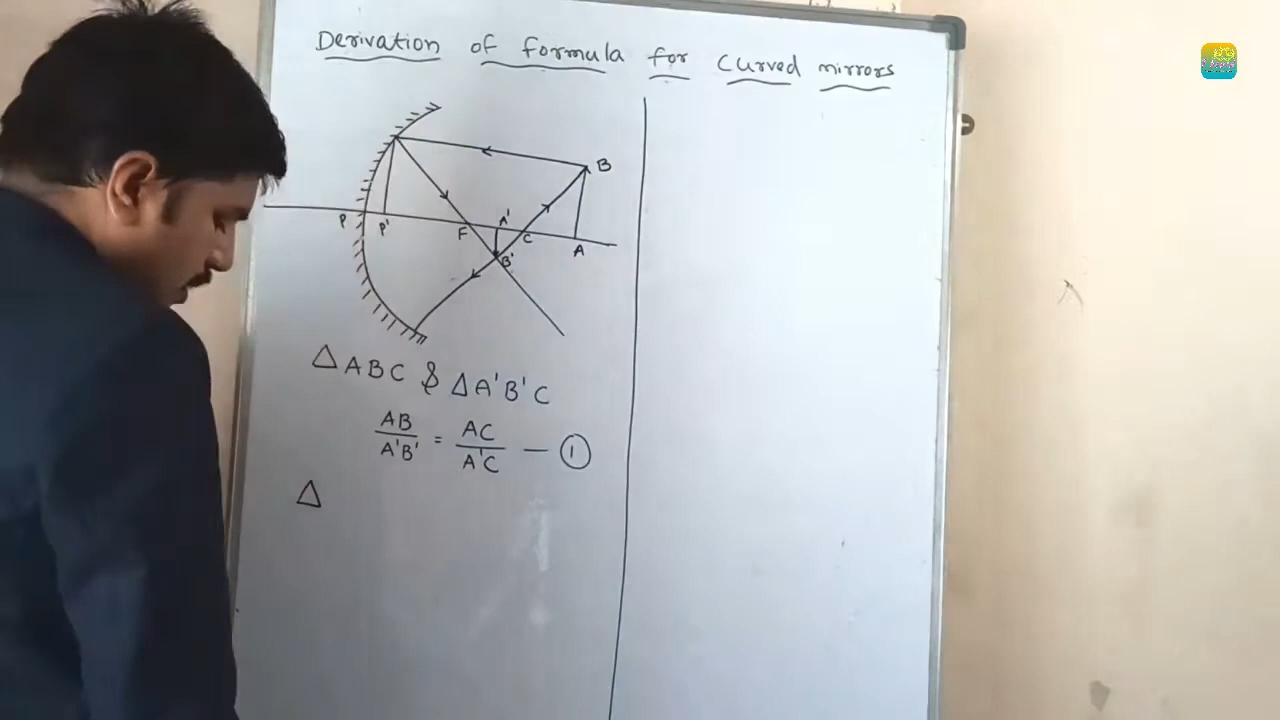 Derivation of formula for curved mirrors
B
P P' F A' C A
B'
△ABC & △A'B'C
AB/A'B' = AC/A'C — ①
△